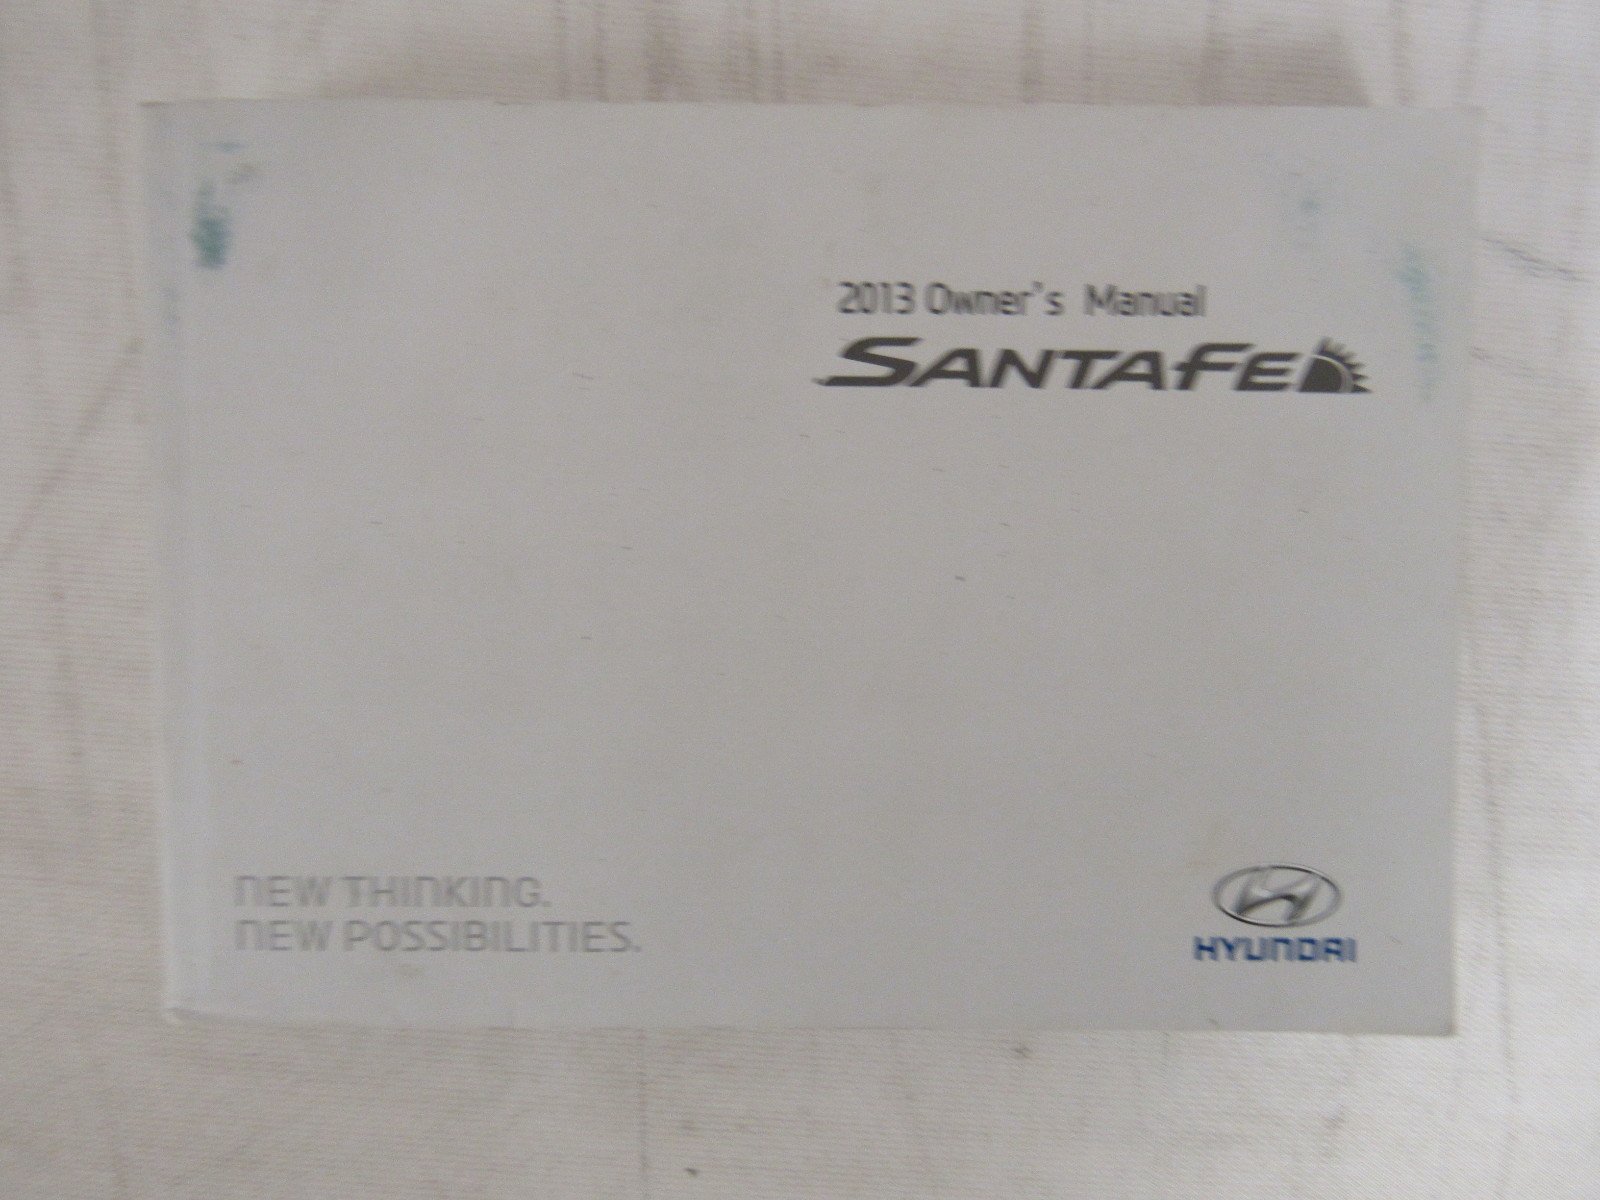 2013 Owner's Manual
SANTAFE
NEW THINKING.
NEW POSSIBILITIES.
HYUNDAI